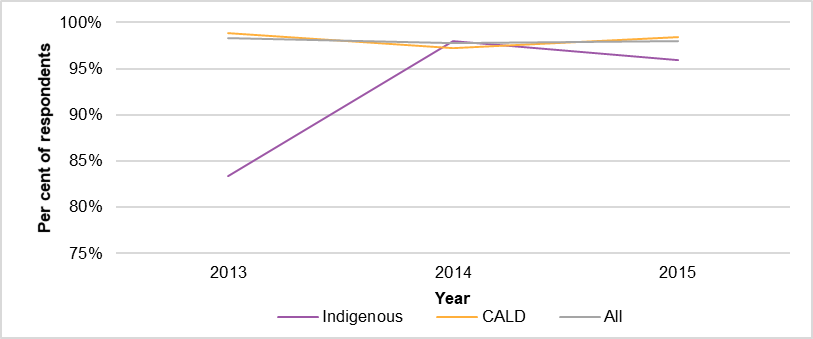 100%
95%
90%
85%
80%
75%
Per cent of respondents
2013 2014 2015
Year
Indigenous CALD All